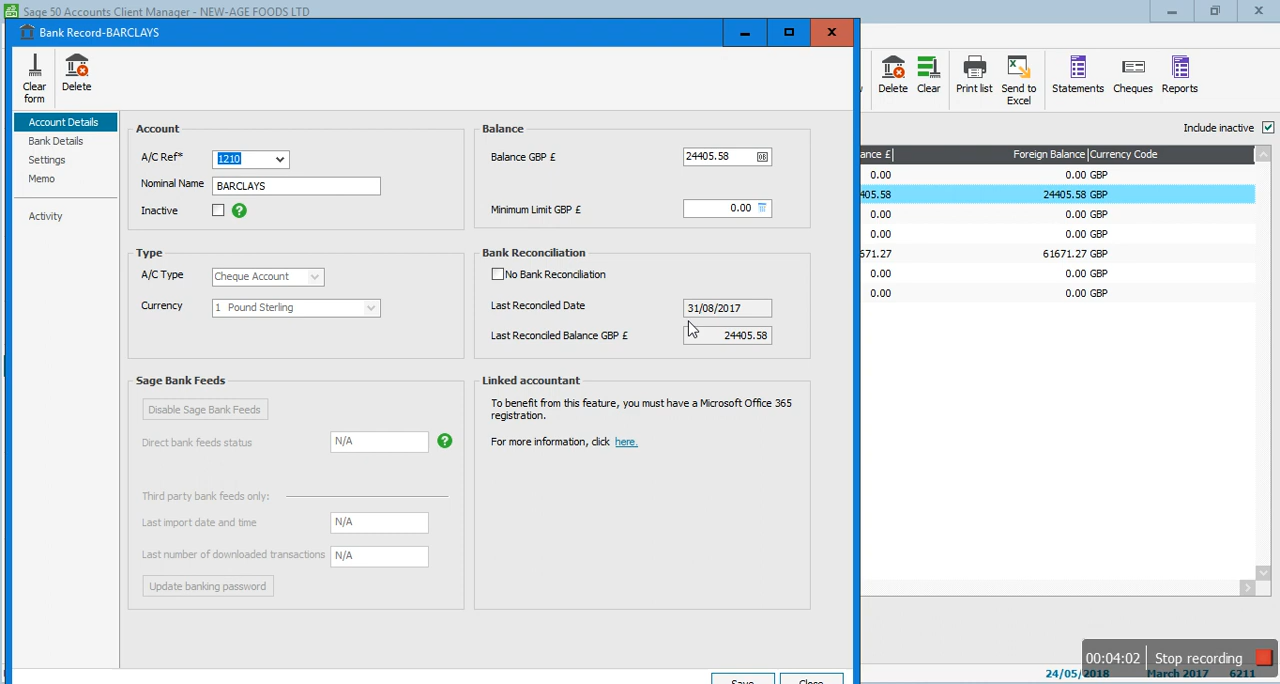 Sage 50 Accounts Client Manager - NEW-AGE FOODS LTD
Bank Record-BARCLAYS
Clear form
Delete
Delete
Clear
Print list
Send to Excel
Statements
Cheques
Reports
Account Details
Bank Details
Settings
Memo
Activity
Account
A/C Ref* 1210
Nominal Name BARCLAYS
Inactive
Balance
Balance GBP £ 24405.58
Minimum Limit GBP £ 0.00
Type
A/C Type Cheque Account
Currency 1 Pound Sterling
Bank Reconciliation
No Bank Reconciliation
Last Reconciled Date 31/08/2017
Last Reconciled Balance GBP £ 24405.58
Sage Bank Feeds
Disable Sage Bank Feeds
Direct bank feeds status N/A
Third party bank feeds only:
Last import date and time N/A
Last number of downloaded transactions N/A
Update banking password
Linked accountant
To benefit from this feature, you must have a Microsoft Office 365
registration.
For more information, click here.
Save Close
Include inactive
Foreign Balance Currency Code
0.00 0.00 GBP
24405.58 GBP
0.00 0.00 GBP
0.00 0.00 GBP
61671.27 GBP
0.00 0.00 GBP
0.00 0.00 GBP
00:04:02 Stop recording
24/05/2018 March 2017 6211